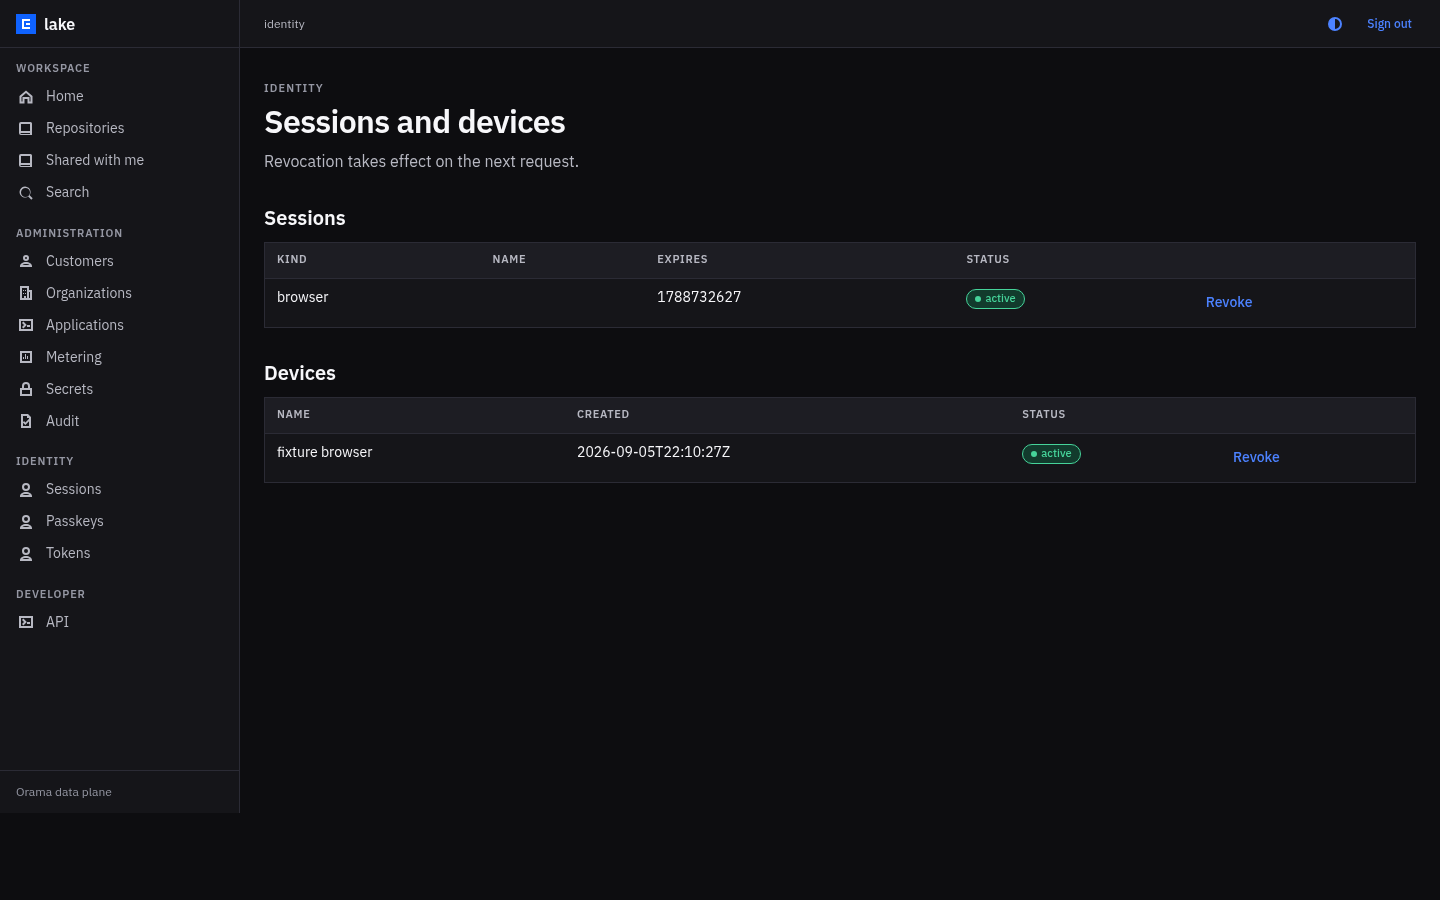 lake
identity
Sign out
WORKSPACE
Home
Repositories
Shared with me
Search
ADMINISTRATION
Customers
Organizations
Applications
Metering
Secrets
Audit
IDENTITY
Sessions
Passkeys
Tokens
DEVELOPER
API
Orama data plane
IDENTITY
Sessions and devices
Revocation takes effect on the next request.
Sessions
KIND NAME EXPIRES STATUS
browser 1788732627 active Revoke
Devices
NAME CREATED STATUS
fixture browser 2026-09-05T22:10:27Z active Revoke